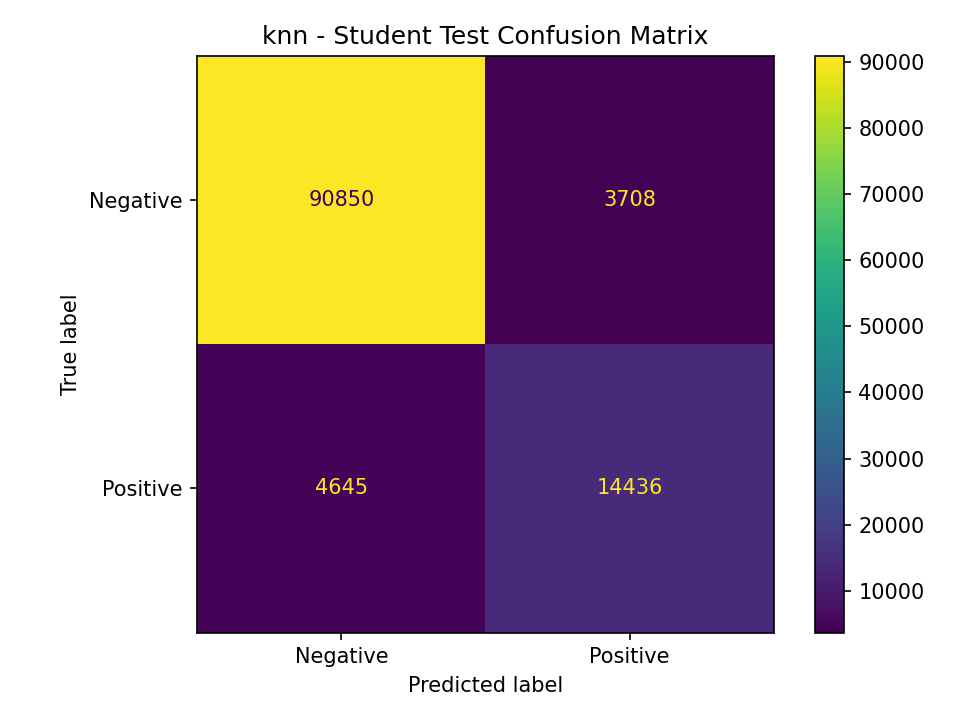 knn - Student Test Confusion Matrix
Negative
Positive
True label
90850
3708
4645
14436
Negative
Positive
Predicted label
90000
80000
70000
60000
50000
40000
30000
20000
10000